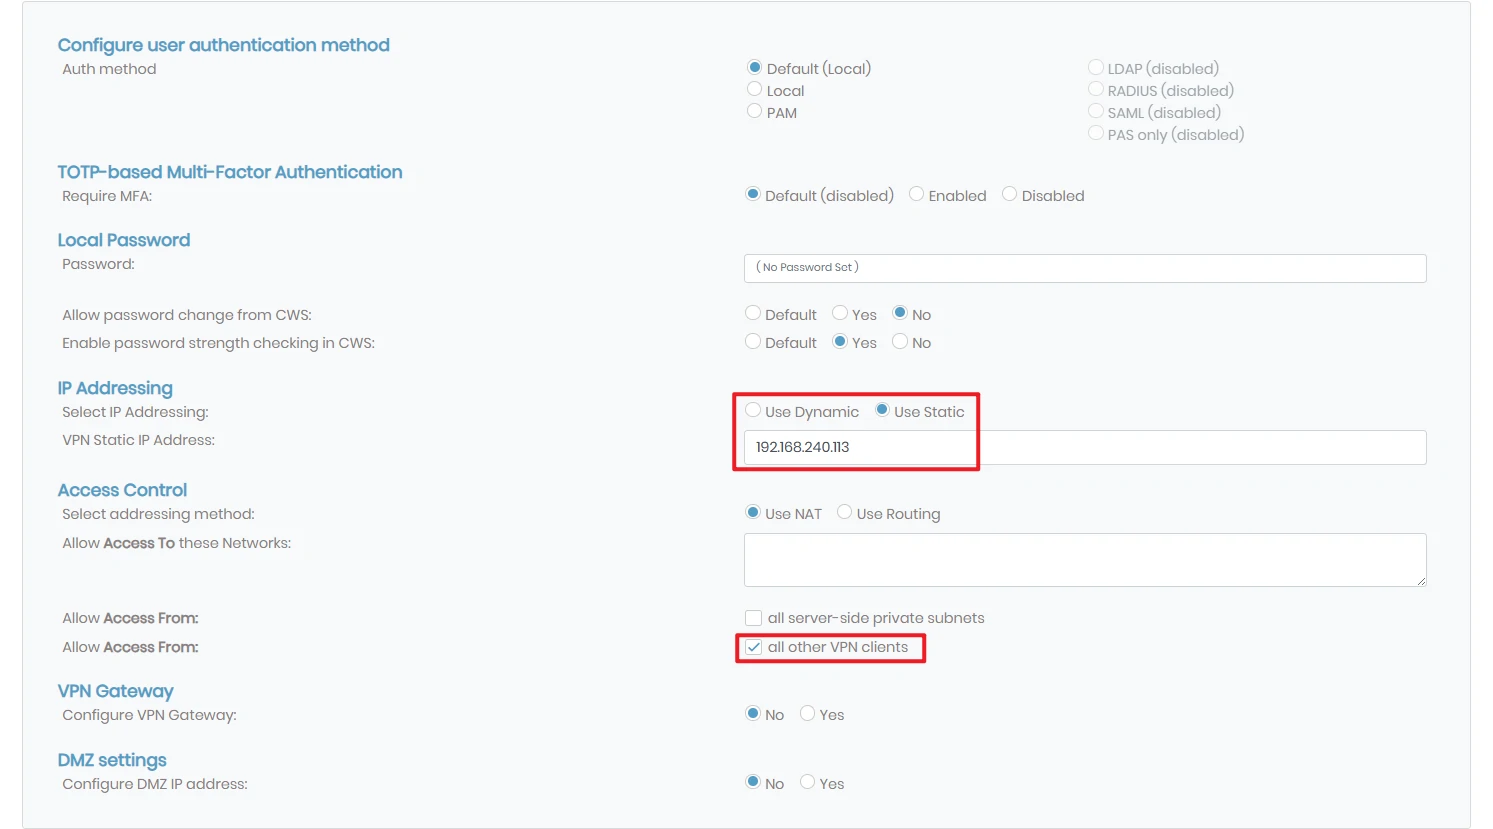 Configure user authentication method
Auth method
Default (Local)
LDAP (disabled)
Local
RADIUS (disabled)
PAM
SAML (disabled)
PAS only (disabled)
TOTP-based Multi-Factor Authentication
Require MFA:
Default (disabled) Enabled Disabled
Local Password
Password:
( No Password Set )
Allow password change from CWS:
Default Yes No
Enable password strength checking in CWS:
Default Yes No
IP Addressing
Select IP Addressing:
Use Dynamic Use Static
VPN Static IP Address:
192.168.240.113
Access Control
Select addressing method:
Use NAT Use Routing
Allow Access To these Networks:
Allow Access From:
all server-side private subnets
Allow Access From:
all other VPN clients
VPN Gateway
Configure VPN Gateway:
No Yes
DMZ settings
Configure DMZ IP address:
No Yes